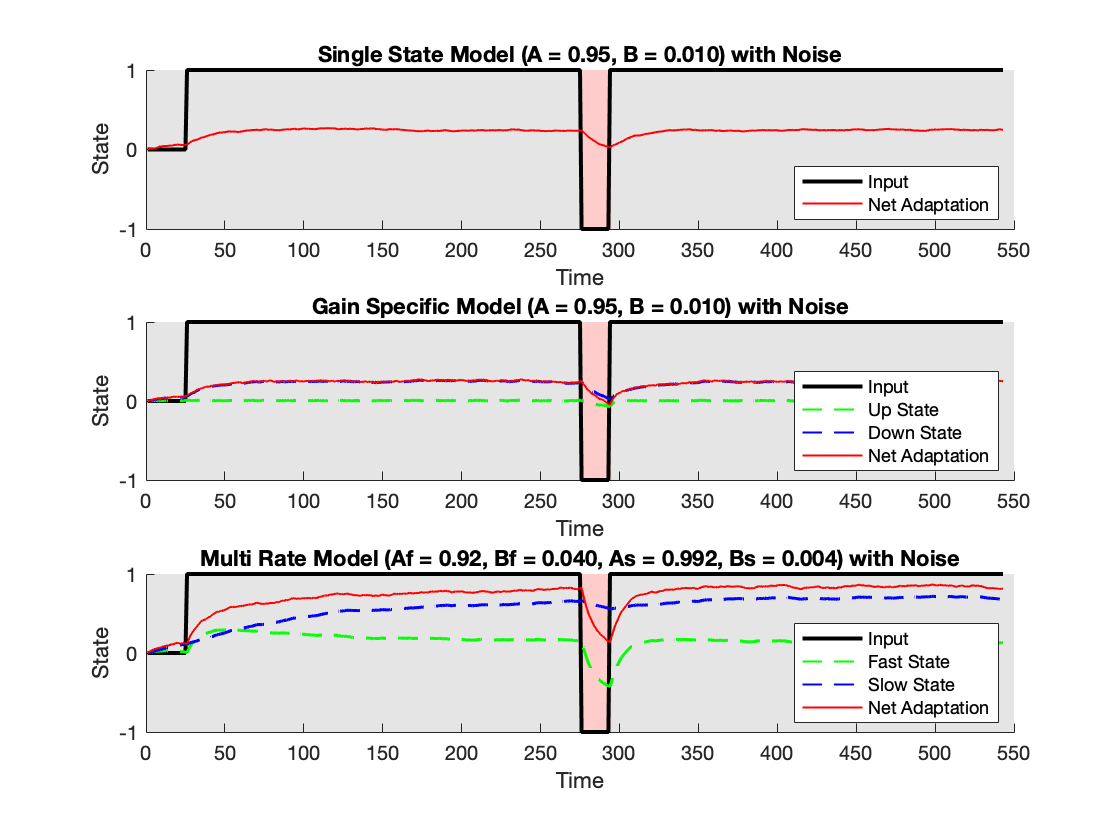 Single State Model (A = 0.95, B = 0.010) with Noise
1
0
-1
State
0 50 100 150 200 250 300 350 400 450 500 550
Time
Input
Net Adaptation
Gain Specific Model (A = 0.95, B = 0.010) with Noise
1
0
-1
State
0 50 100 150 200 250 300 350 400 450 500 550
Time
Input
Up State
Down State
Net Adaptation
Multi Rate Model (Af = 0.92, Bf = 0.040, As = 0.992, Bs = 0.004) with Noise
1
0
-1
State
0 50 100 150 200 250 300 350 400 450 500 550
Time
Input
Fast State
Slow State
Net Adaptation